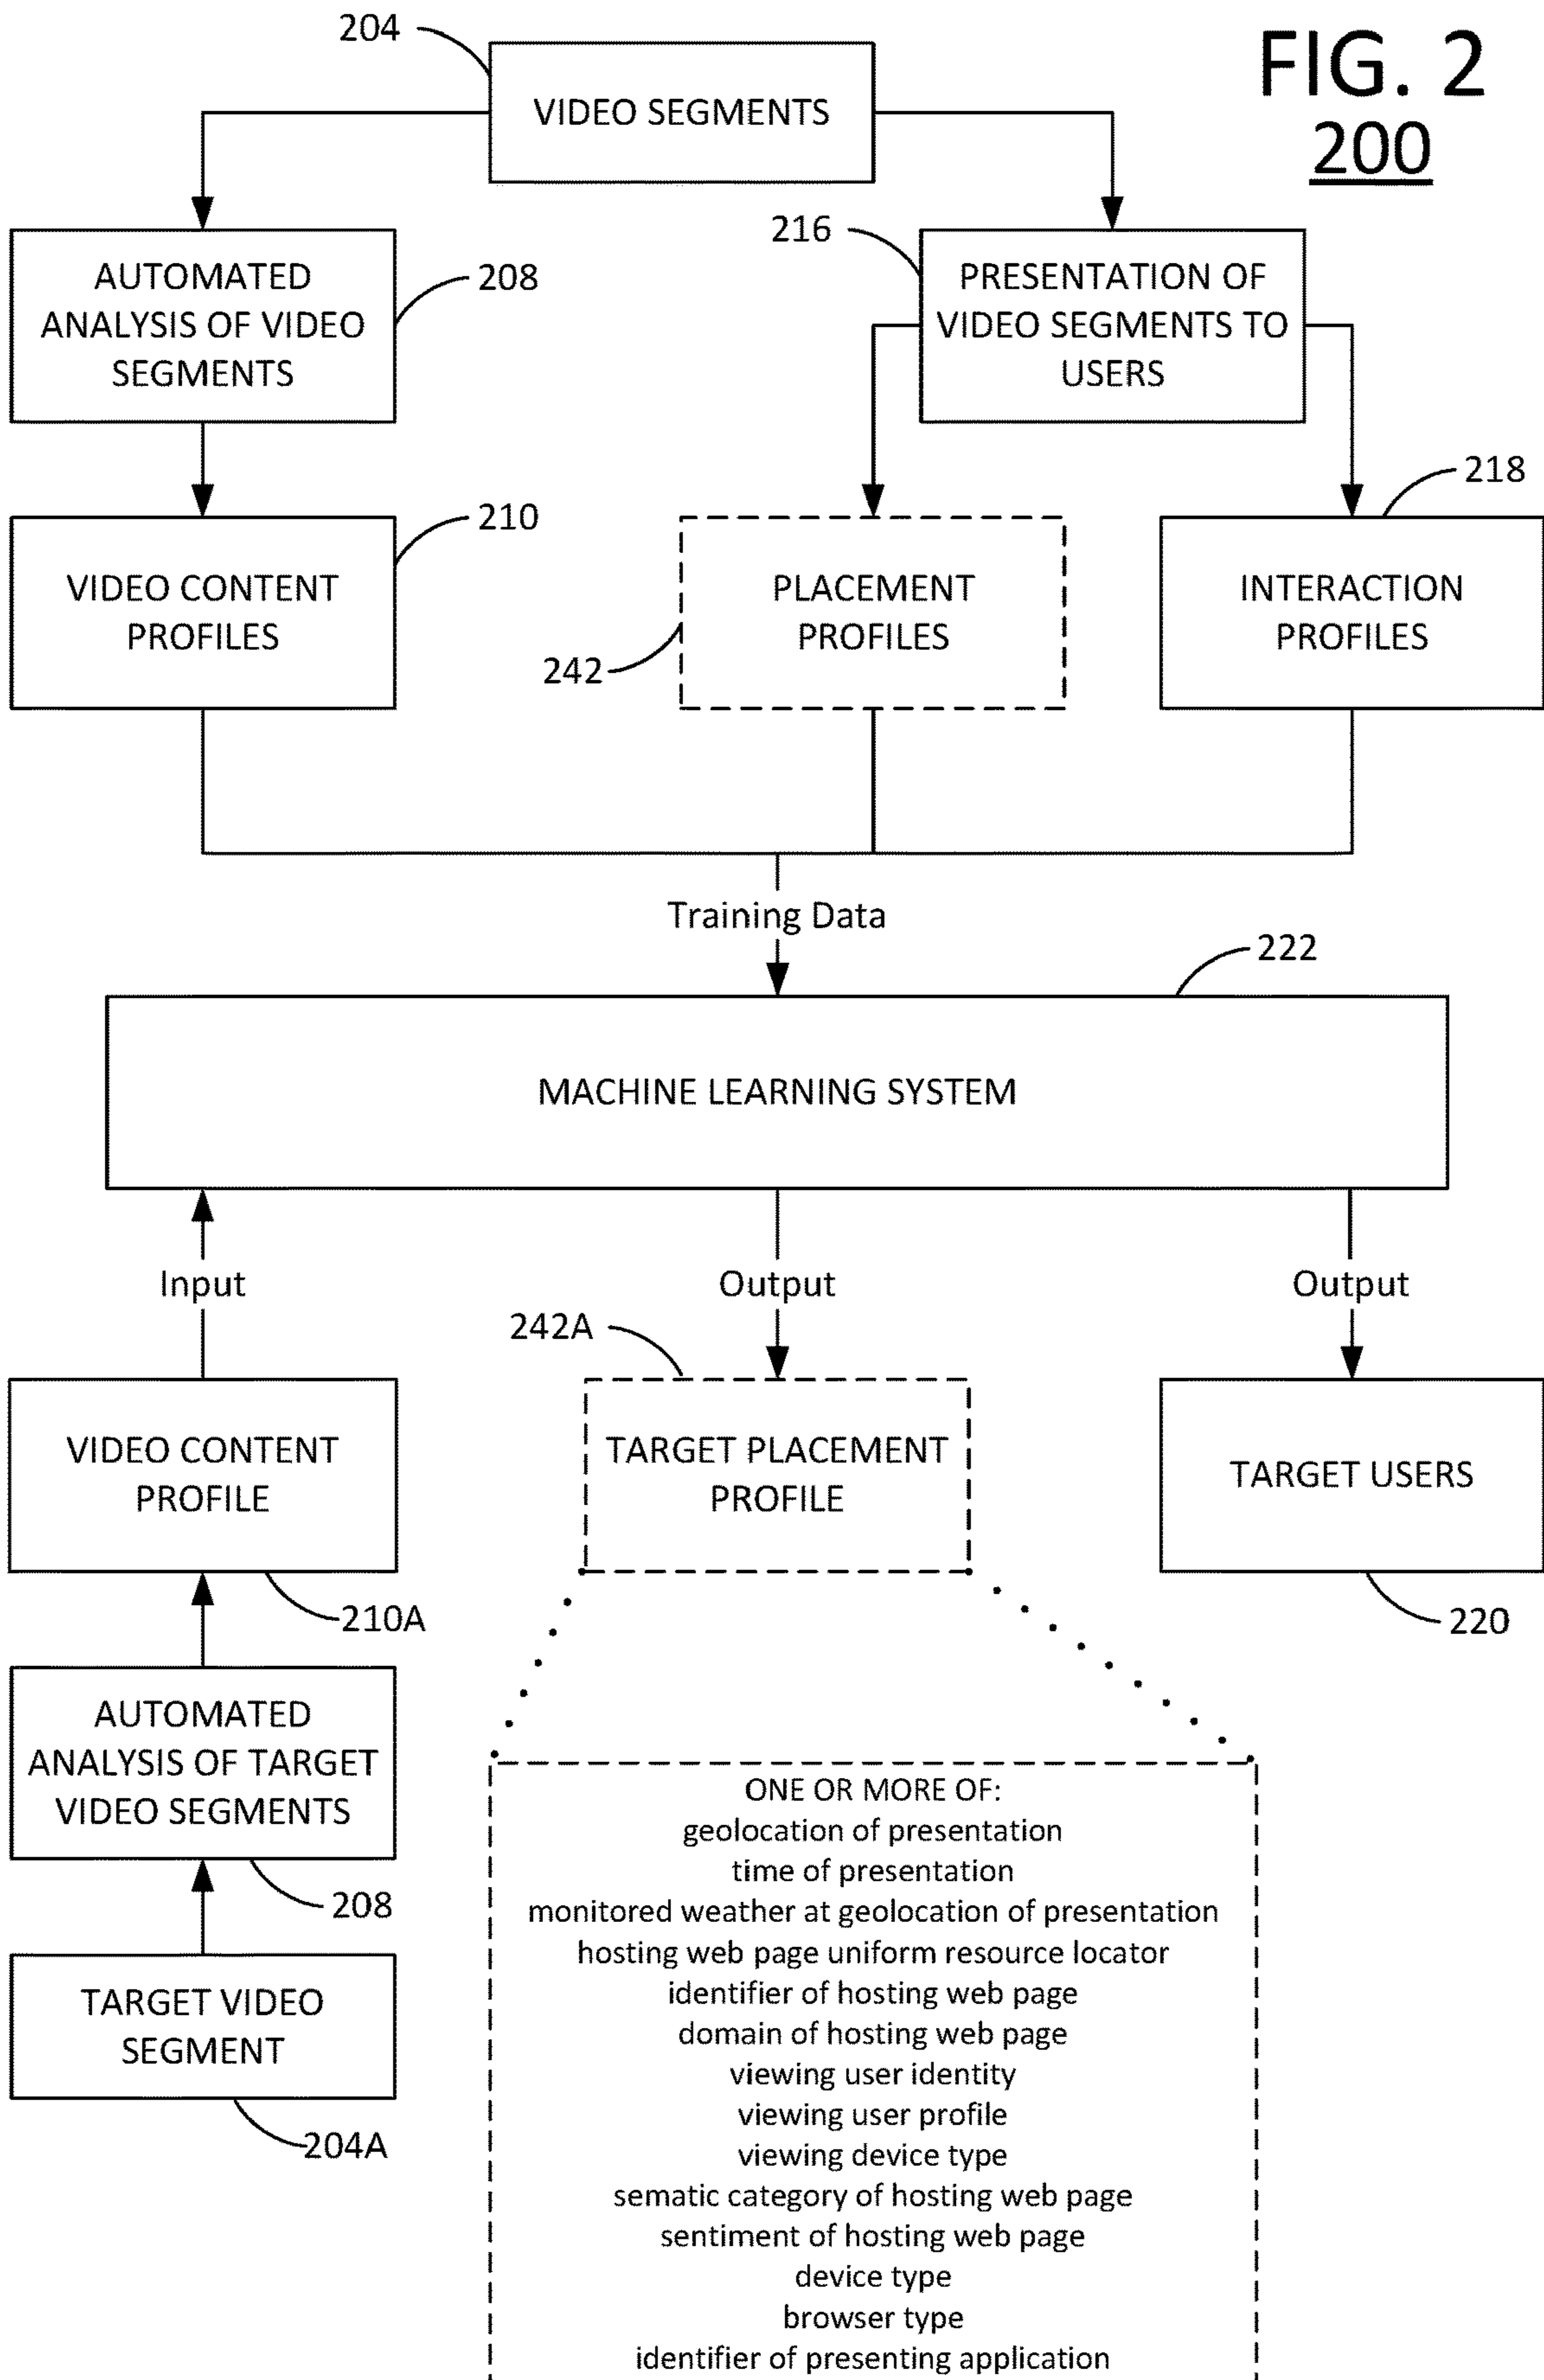 204
VIDEO SEGMENTS
FIG. 2
200
AUTOMATED
ANALYSIS OF VIDEO
SEGMENTS
208
216
PRESENTATION OF
VIDEO SEGMENTS TO
USERS
VIDEO CONTENT
PROFILES
210
PLACEMENT
PROFILES
242
218
INTERACTION
PROFILES
Training Data
222
MACHINE LEARNING SYSTEM
Input
Output
Output
242A
VIDEO CONTENT
PROFILE
210A
TARGET PLACEMENT
PROFILE
TARGET USERS
220
AUTOMATED
ANALYSIS OF TARGET
VIDEO SEGMENTS
208
TARGET VIDEO
SEGMENT
204A
ONE OR MORE OF:
geolocation of presentation
time of presentation
monitored weather at geolocation of presentation
hosting web page uniform resource locator
identifier of hosting web page
domain of hosting web page
viewing user identity
viewing user profile
viewing device type
sematic category of hosting web page
sentiment of hosting web page
device type
browser type
identifier of presenting application